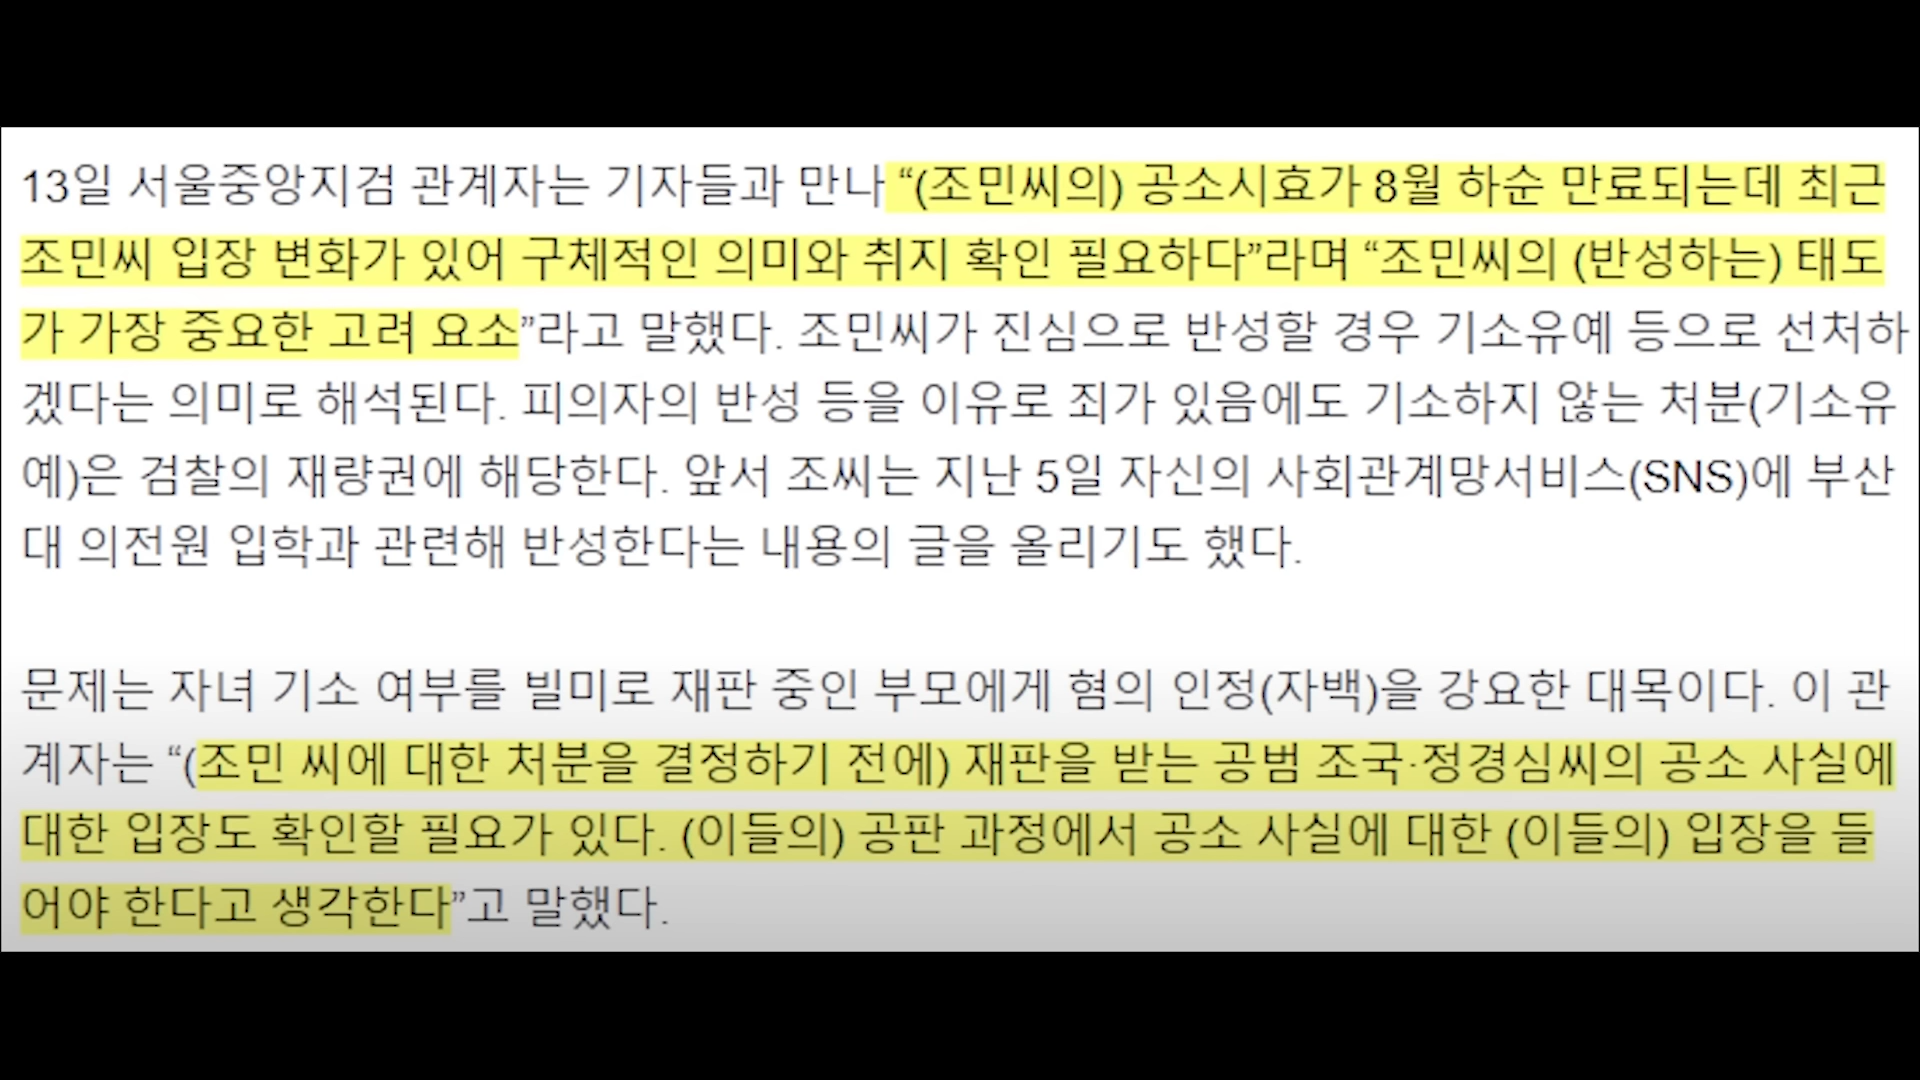 13일 서울중앙지검 관계자는 기자들과 만나 “(조민씨의) 공소시효가 8월 하순 만료되는데 최근
조민씨 입장 변화가 있어 구체적인 의미와 취지 확인 필요하다”라며 “조민씨의 (반성하는) 태도
가 가장 중요한 고려 요소”라고 말했다. 조민씨가 진심으로 반성할 경우 기소유예 등으로 선처하
겠다는 의미로 해석된다. 피의자의 반성 등을 이유로 죄가 있음에도 기소하지 않는 처분(기소유
예)은 검찰의 재량권에 해당한다. 앞서 조씨는 지난 5일 자신의 사회관계망서비스(SNS)에 부산
대 의전원 입학과 관련해 반성한다는 내용의 글을 올리기도 했다.
문제는 자녀 기소 여부를 빌미로 재판 중인 부모에게 혐의 인정(자백)을 강요한 대목이다. 이 관
계자는 “(조민 씨에 대한 처분을 결정하기 전에) 재판을 받는 공범 조국·정경심씨의 공소 사실에
대한 입장도 확인할 필요가 있다. (이들의) 공판 과정에서 공소 사실에 대한 (이들의) 입장을 들
어야 한다고 생각한다”고 말했다.